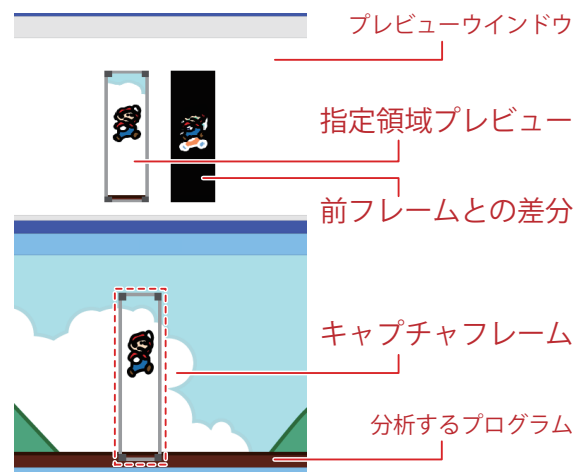 プレビューウインドウ
指定領域プレビュー
前フレームとの差分
キャプチャフレーム
分析するプログラム